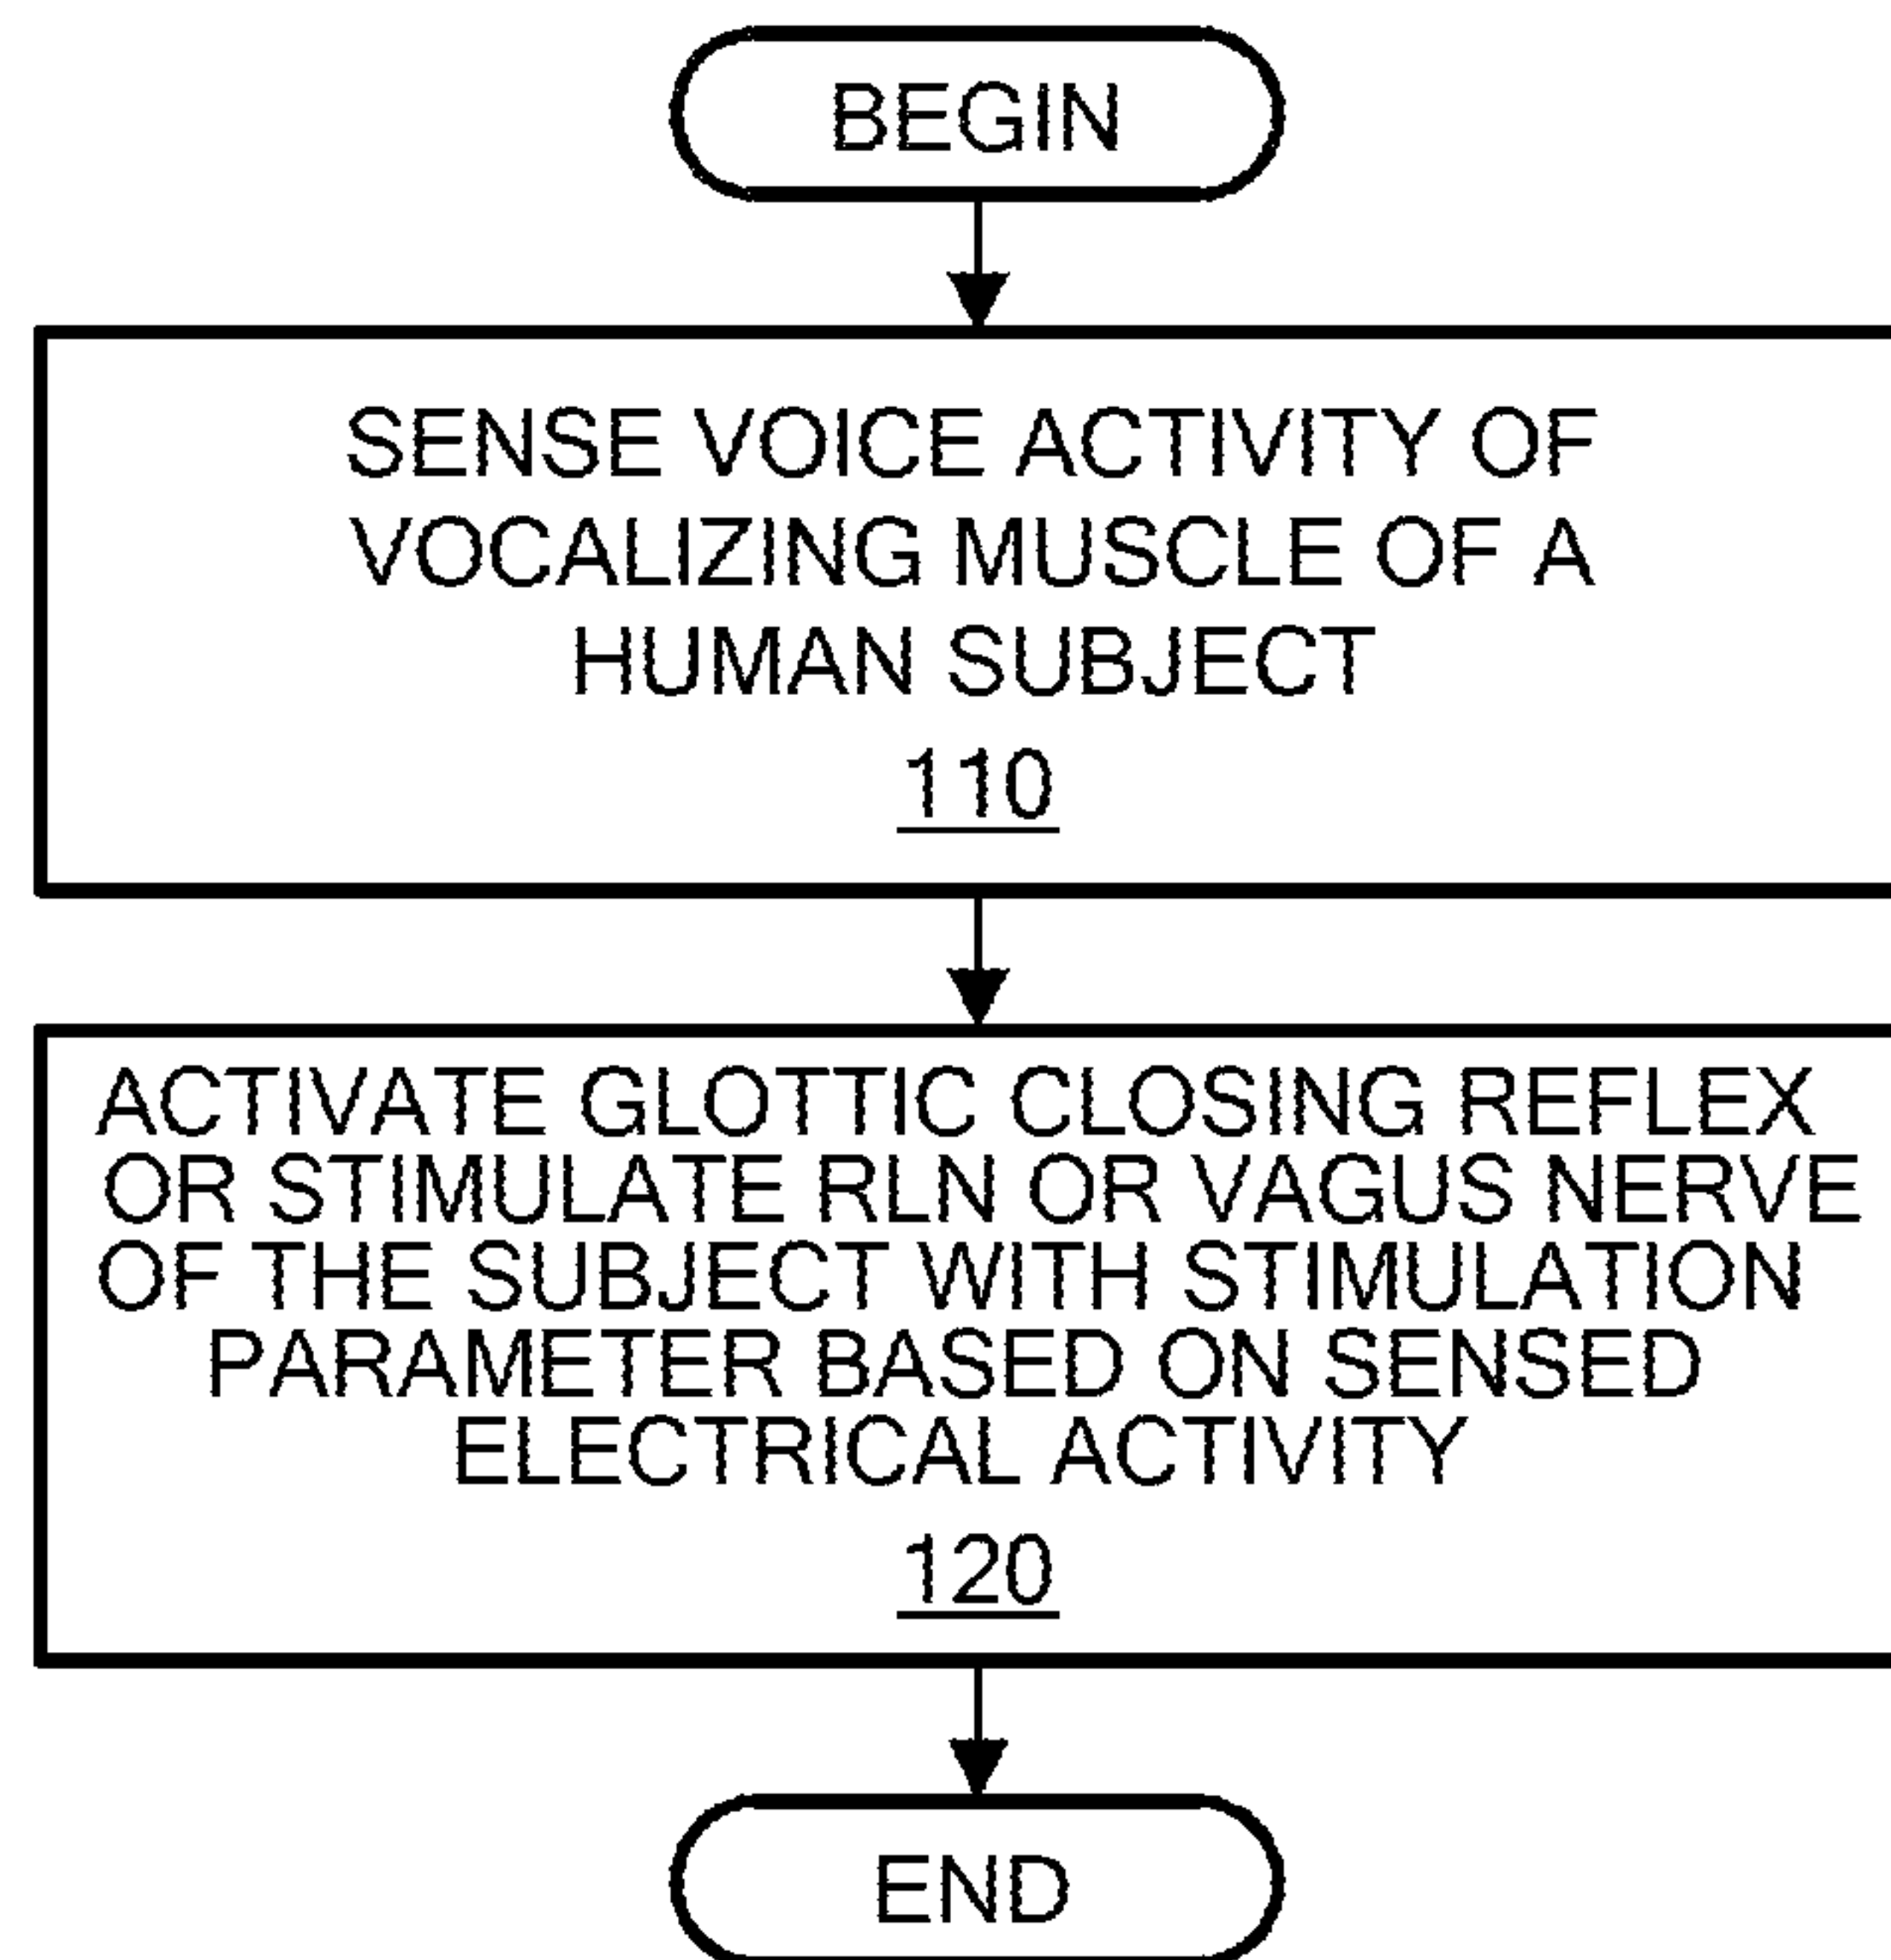 BEGIN
SENSE VOICE ACTIVITY OF
VOCALIZING MUSCLE OF A
HUMAN SUBJECT
110
ACTIVATE GLOTTIC CLOSING REFLEX
OR STIMULATE RLN OR VAGUS NERVE
OF THE SUBJECT WITH STIMULATION
PARAMETER BASED ON SENSED
ELECTRICAL ACTIVITY
120
END